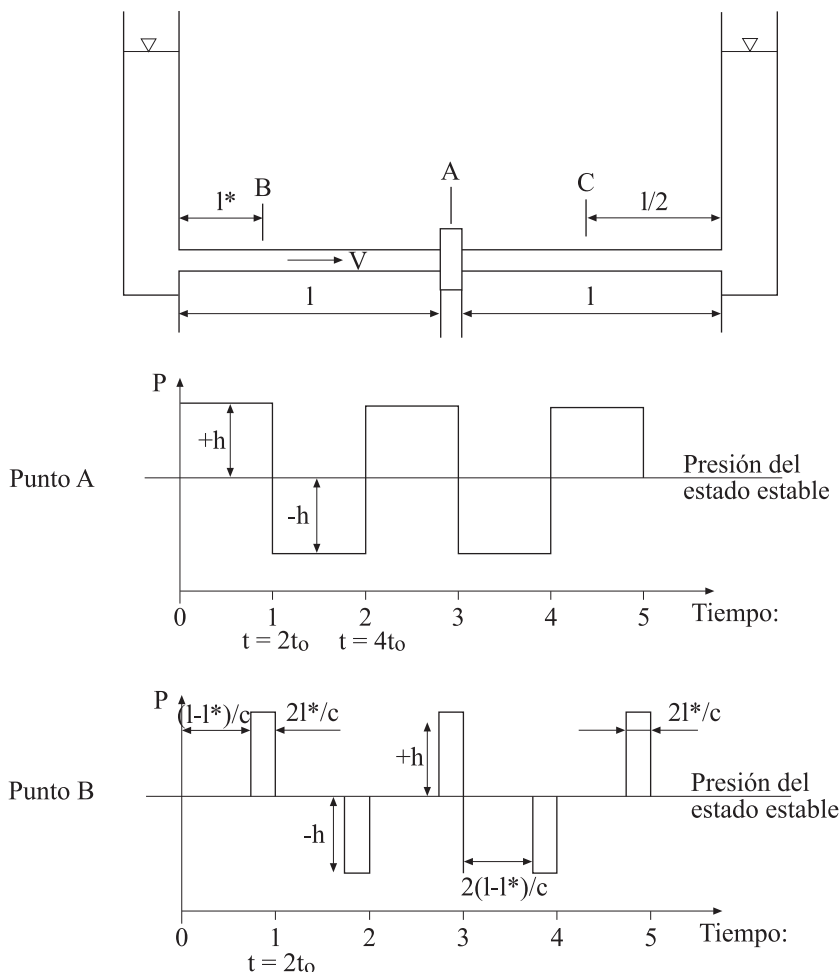 A
B
C
l*
l/2
V
l
l
P
+h
-h
Punto A
Presión del
estado estable
0 1 2 3 4 5 Tiempo:
t = 2to t = 4to
P
(l-l*)/c
2l*/c
2l*/c
+h
-h
Punto B
Presión del
estado estable
2(l-l*)/c
0 1 2 3 4 5 Tiempo:
t = 2to